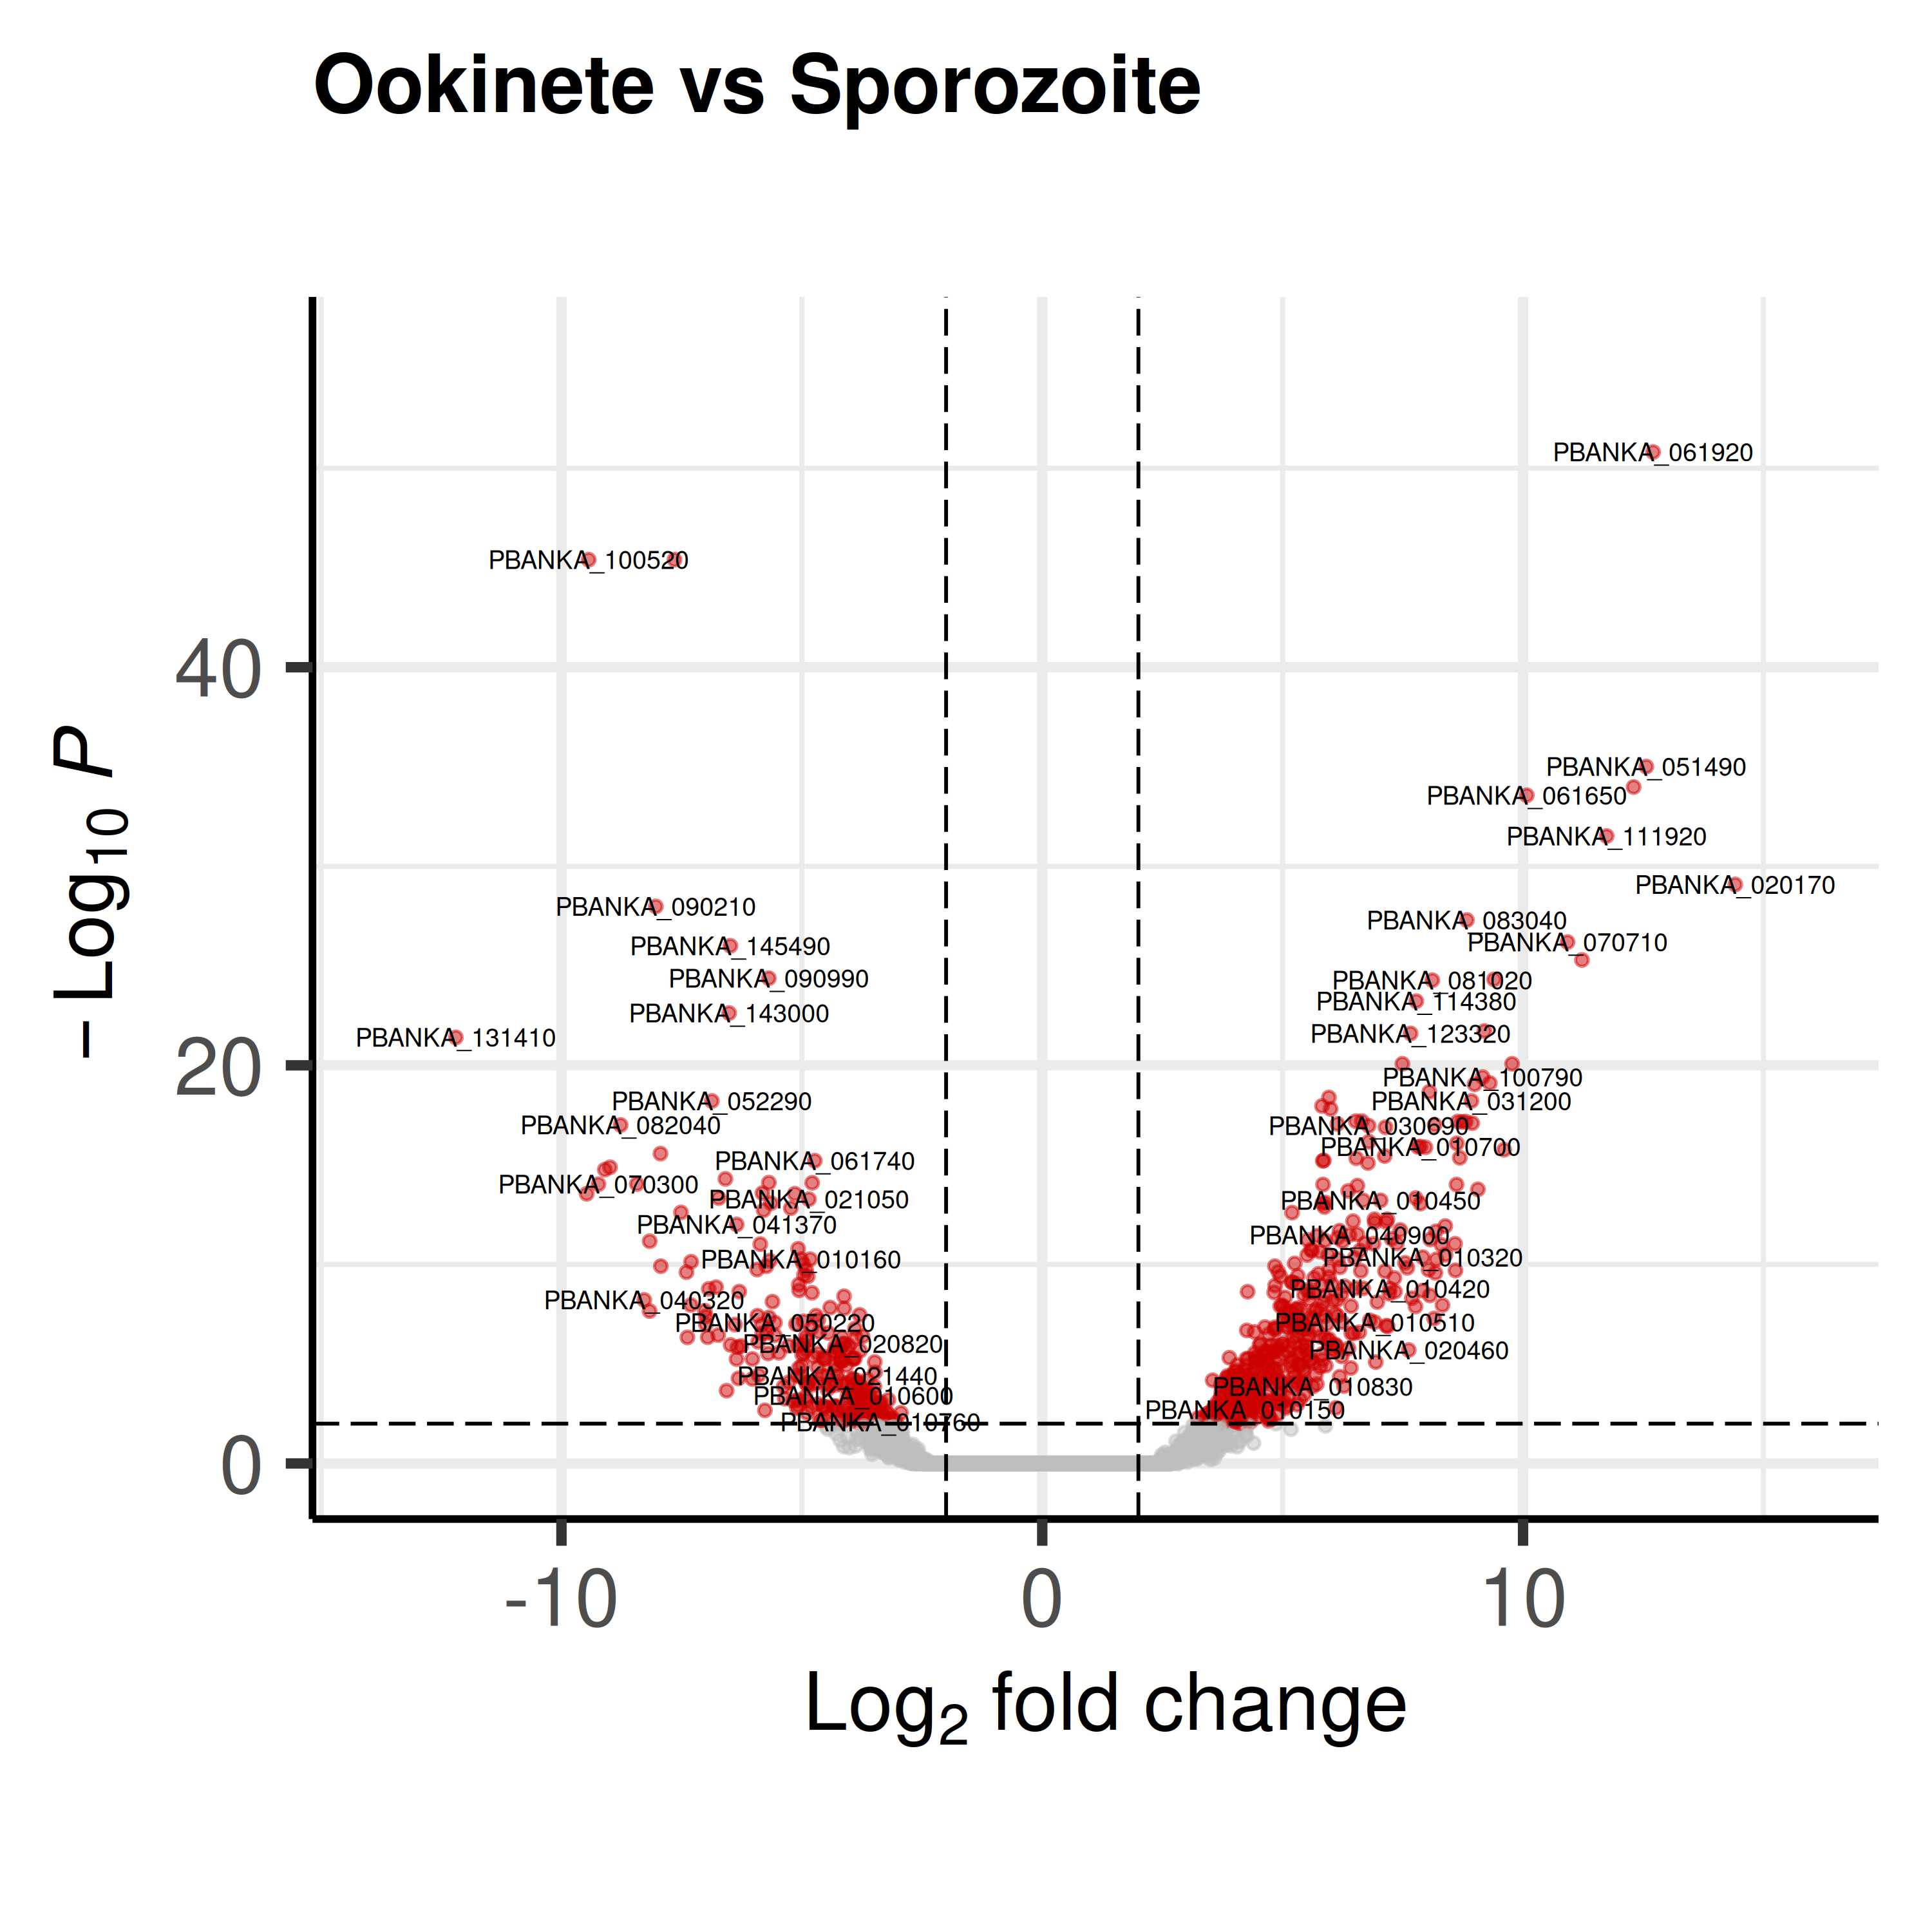 Ookinete vs Sporozoite
PBANKA_061920
PBANKA_100520
40
PBANKA_051490
PBANKA_061650
PBANKA_111920
PBANKA_020170
PBANKA_090210
PBANKA_083040
PBANKA_070710
PBANKA_145490
PBANKA_090990
PBANKA_081020
PBANKA_114380
PBANKA_143000
PBANKA_123320
PBANKA_131410
20
PBANKA_100790
PBANKA_052290
PBANKA_031200
PBANKA_082040
PBANKA_030690
PBANKA_010700
PBANKA_061740
PBANKA_070300
PBANKA_021050
PBANKA_010450
PBANKA_041370
PBANKA_040900
PBANKA_010160
PBANKA_010320
PBANKA_010420
PBANKA_040320
PBANKA_050220
PBANKA_010510
PBANKA_020820
PBANKA_020460
PBANKA_021440
PBANKA_010830
PBANKA_010600
PBANKA_010150
PBANKA_010760
0
− Log10 P
-10 0 10
Log2 fold change